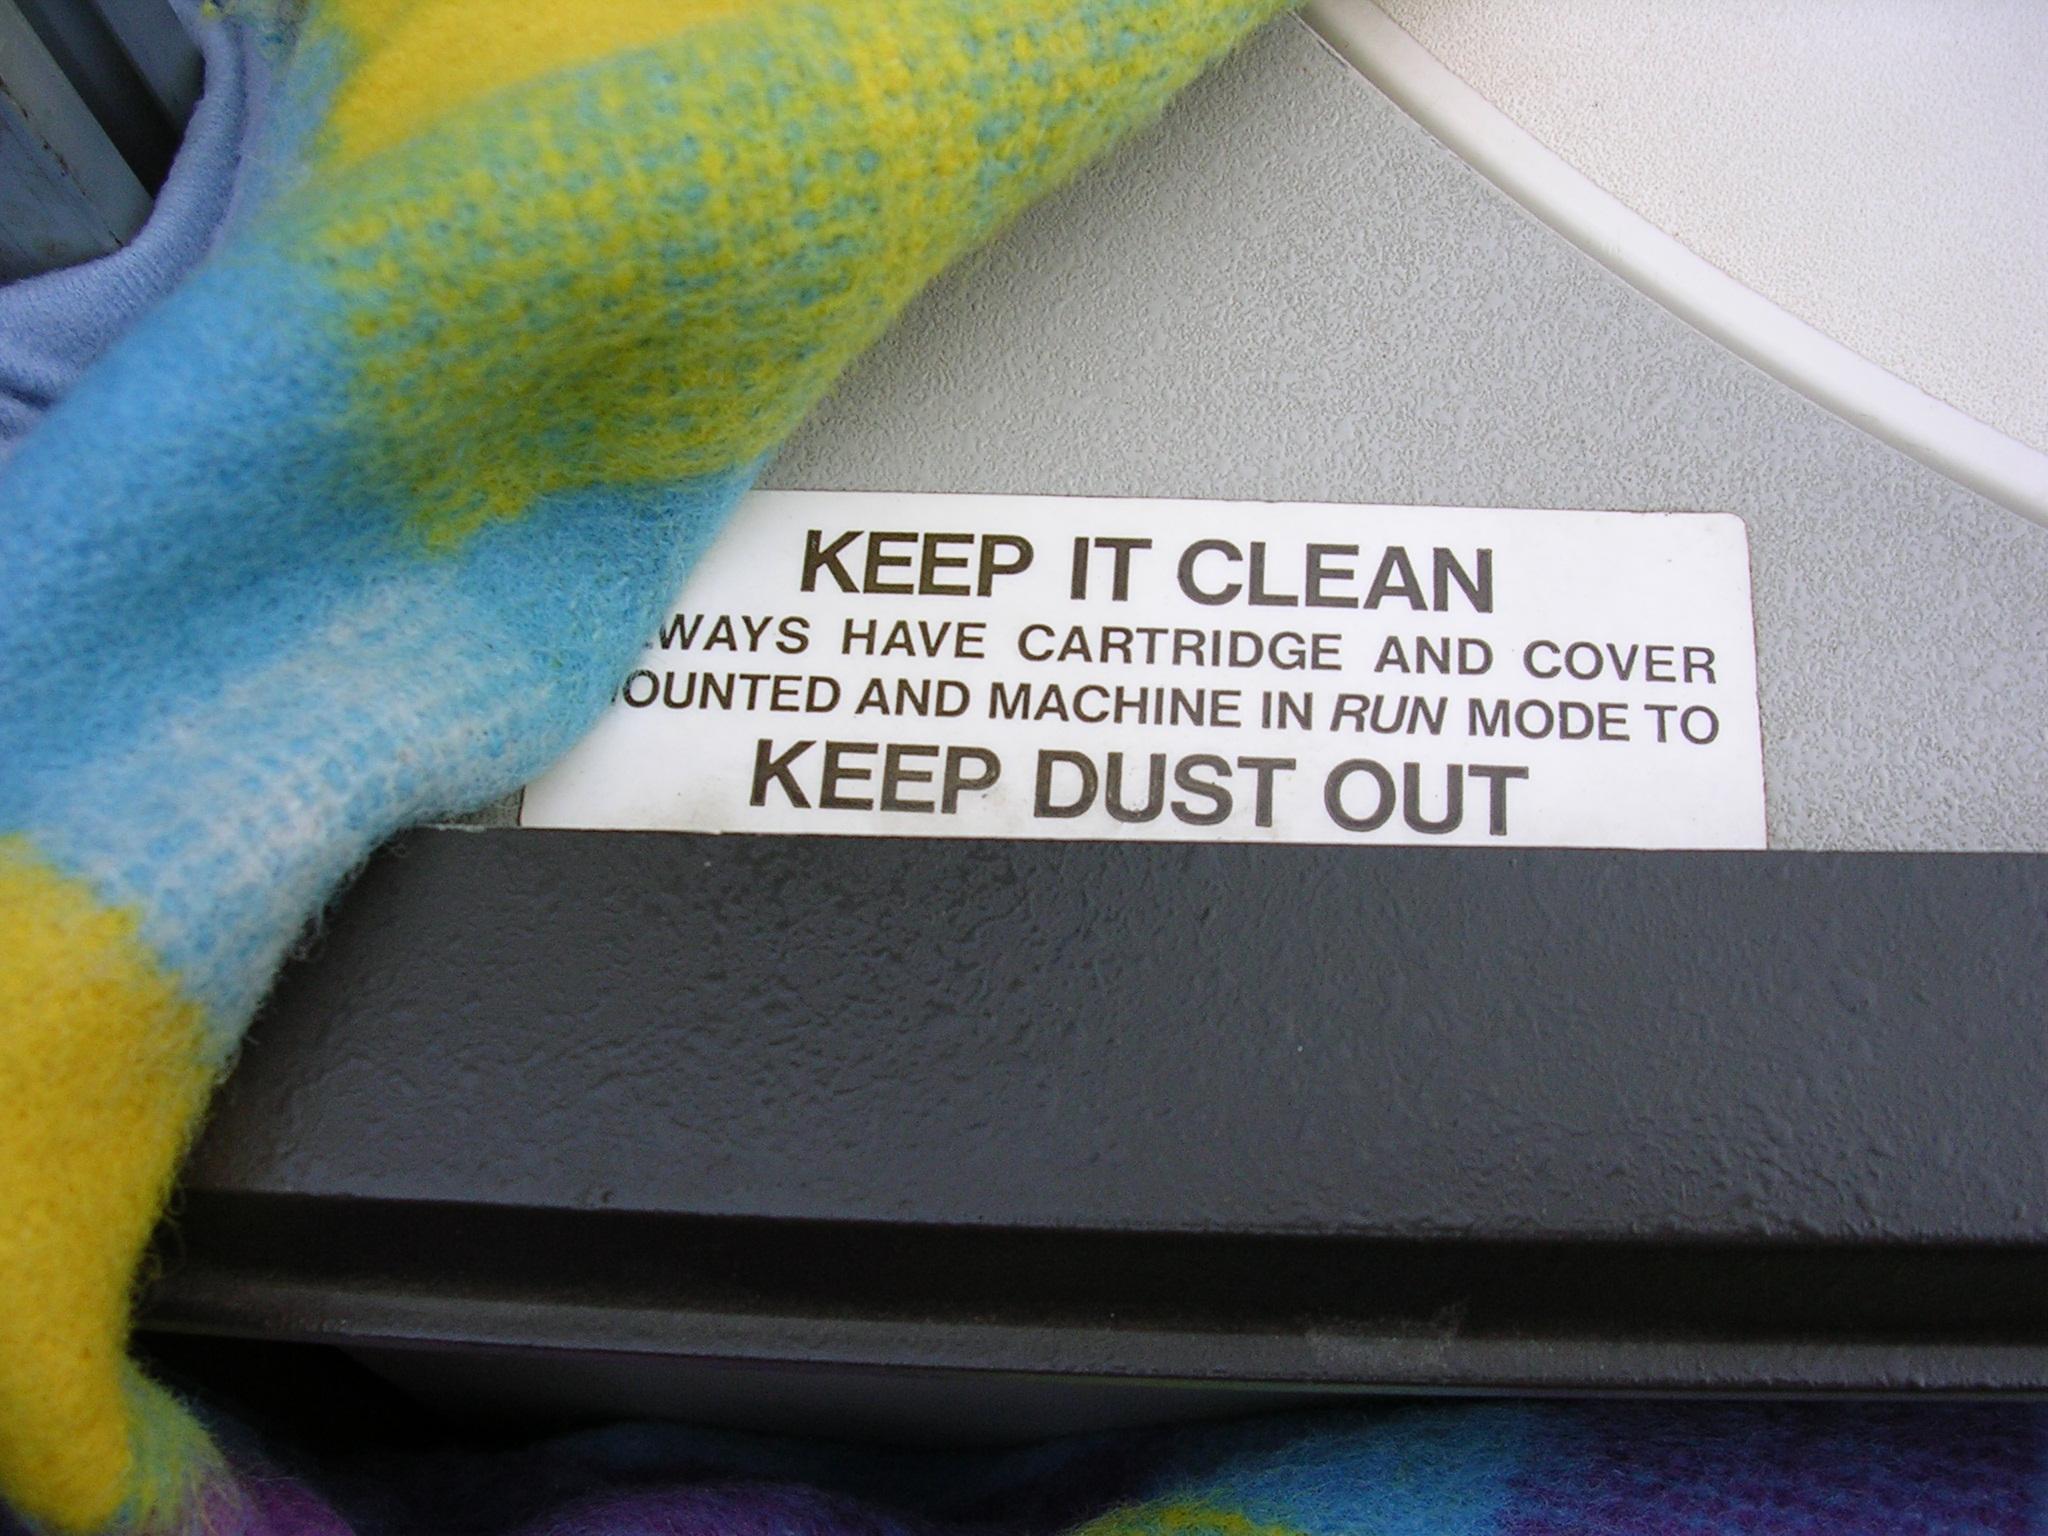 KEEP IT CLEAN
WAYS HAVE CARTRIDGE AND COVER
OUNTED AND MACHINE IN RUN MODE TO
KEEP DUST OUT